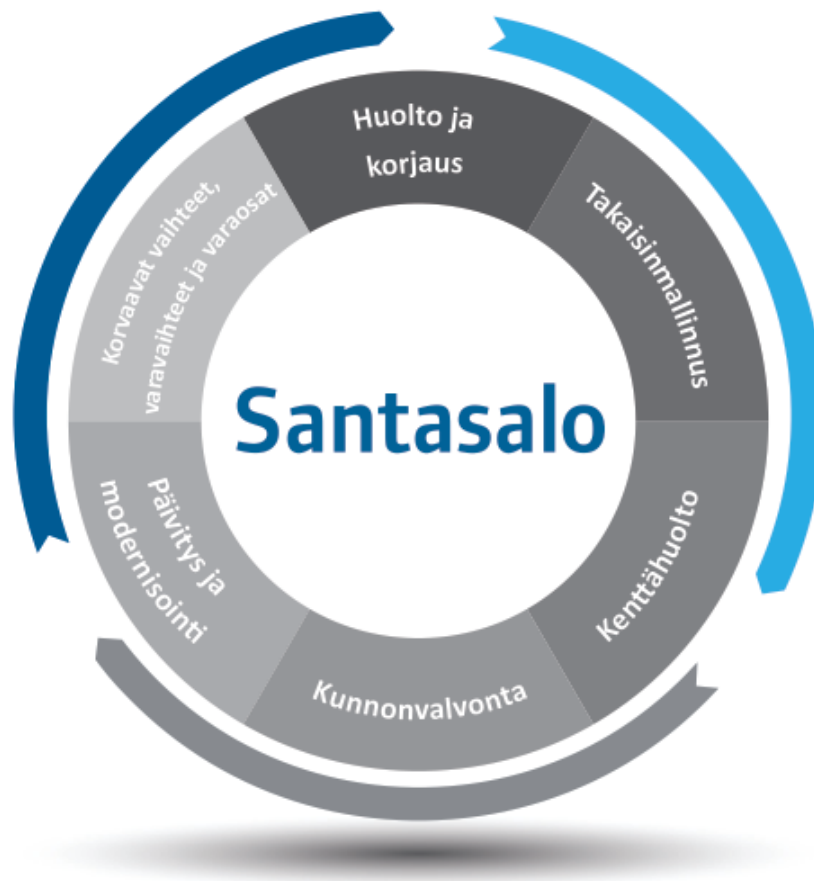 Huolto ja
korjaus
Takaisinmallinnus
Kenttähuolto
Kunnonvalvonta
Päivitys ja
modernisointi
Korvaavat vaihteet,
varavaihteet ja varaosat
Santasalo